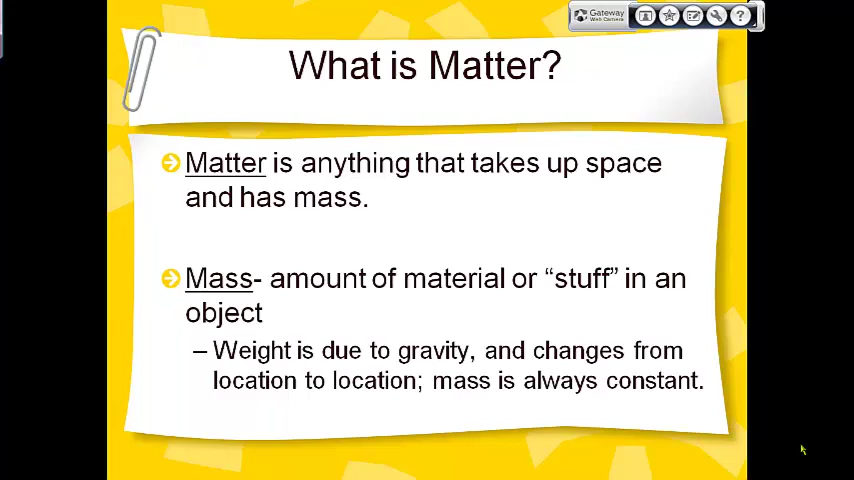 Gateway
Web Camera
What is Matter?
Matter is anything that takes up space
and has mass.
Mass- amount of material or “stuff” in an
object
– Weight is due to gravity, and changes from
location to location; mass is always constant.